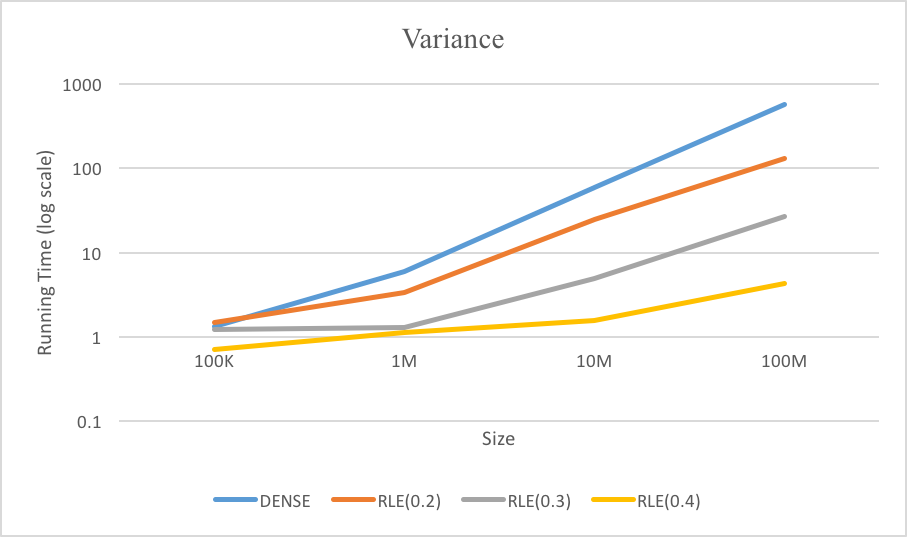 Variance
Running Time (log scale)
1000
100
10
1
0.1
100K 1M 10M 100M
Size
DENSE RLE(0.2) RLE(0.3) RLE(0.4)